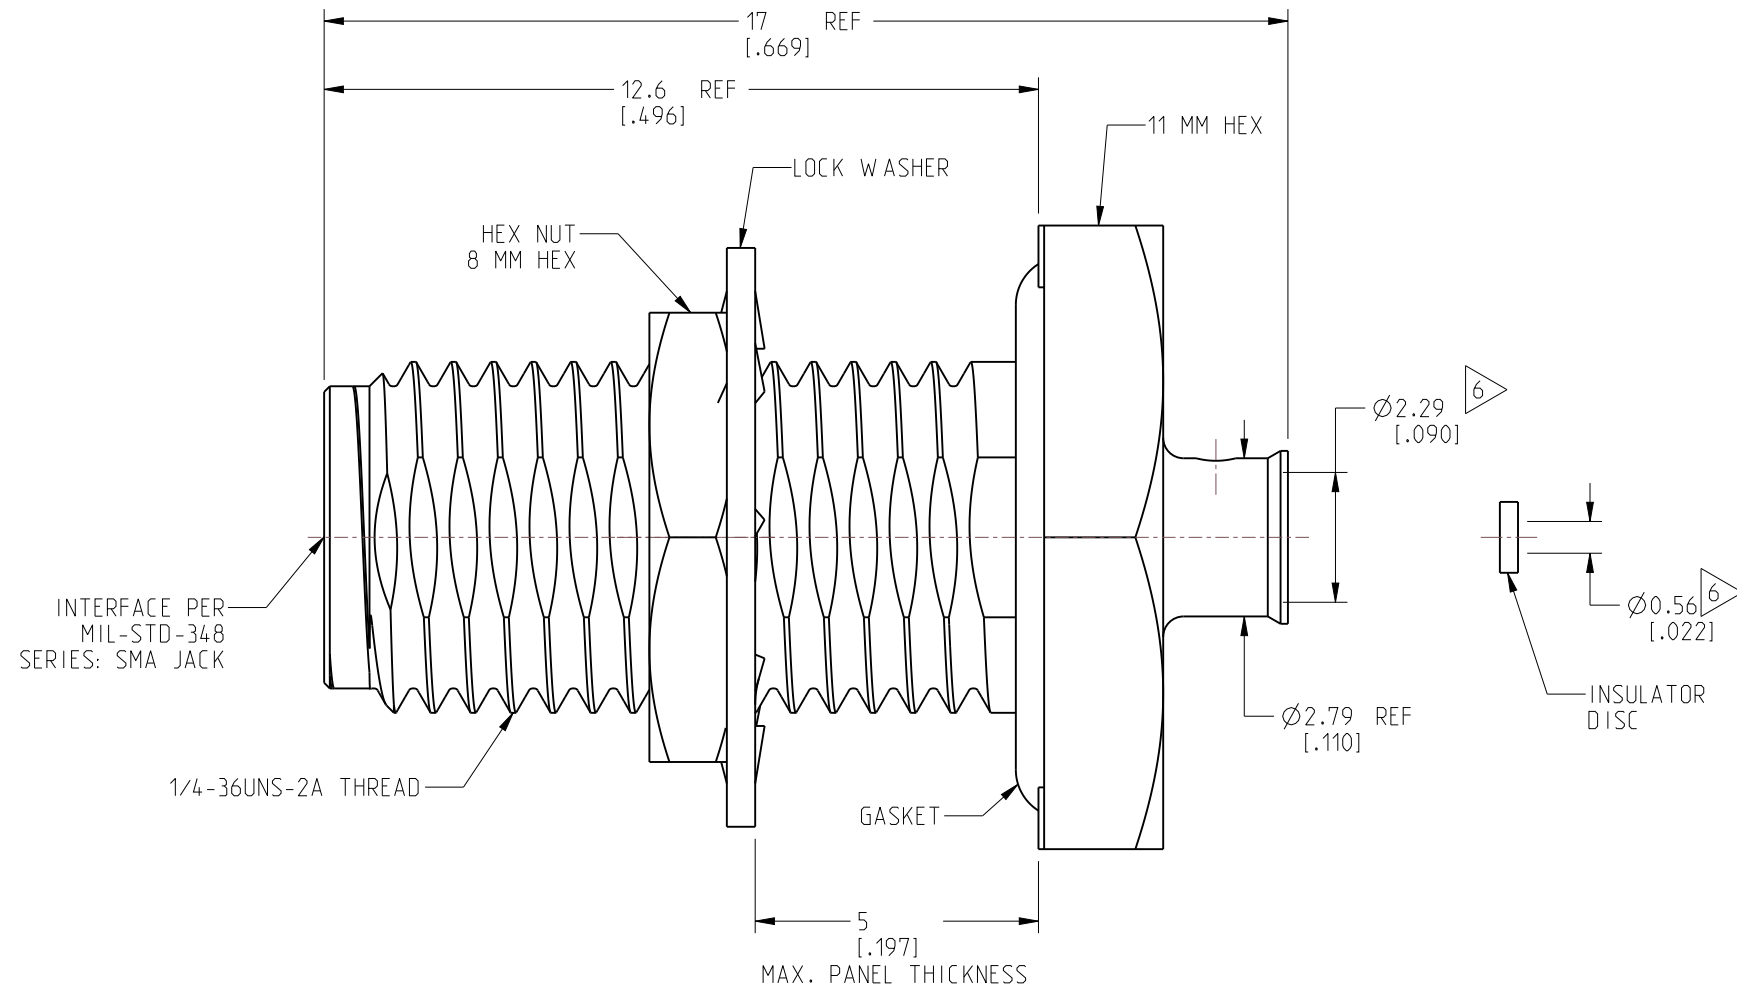 17 REF
[.669]
12.6 REF
[.496]
11 MM HEX
LOCK WASHER
HEX NUT
8 MM HEX
Ø2.29 6
[.090]
INTERFACE PER
MIL-STD-348
SERIES: SMA JACK
Ø0.56 6
[.022]
INSULATOR
DISC
Ø2.79 REF
[.110]
1/4-36UNS-2A THREAD
GASKET
5
[.197]
MAX. PANEL THICKNESS